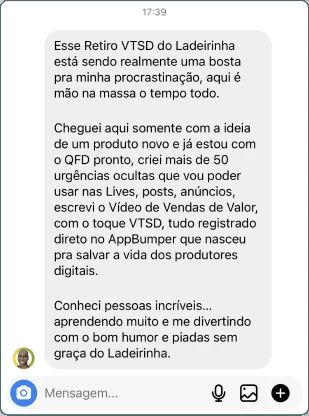 17:39
Esse Retiro VTSD do Ladeirinha
está sendo realmente uma bosta
pra minha procrastinação, aqui é
mão na massa o tempo todo.
Cheguei aqui somente com a ideia
de um produto novo e já estou com
o QFD pronto, criei mais de 50
urgências ocultas que vou poder
usar nas Lives, posts, anúncios,
escrevi o Vídeo de Vendas de Valor,
com o toque VTSD, tudo registrado
direto no AppBumper que nasceu
pra salvar a vida dos produtores
digitais.
Conheci pessoas incríveis...
aprendendo muito e me divertindo
com o bom humor e piadas sem
graça do Ladeirinha.
Mensagem...